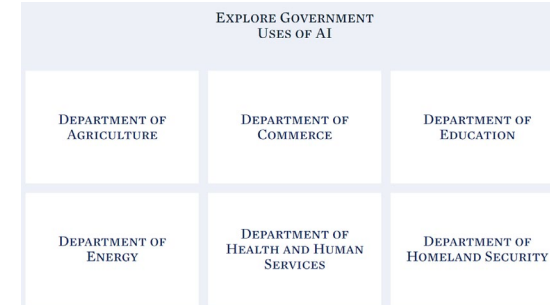 Explore Government
Uses of AI
Department of
Agriculture
Department of
Commerce
Department of
Education
Department of
Energy
Department of
Health and Human
Services
Department of
Homeland Security